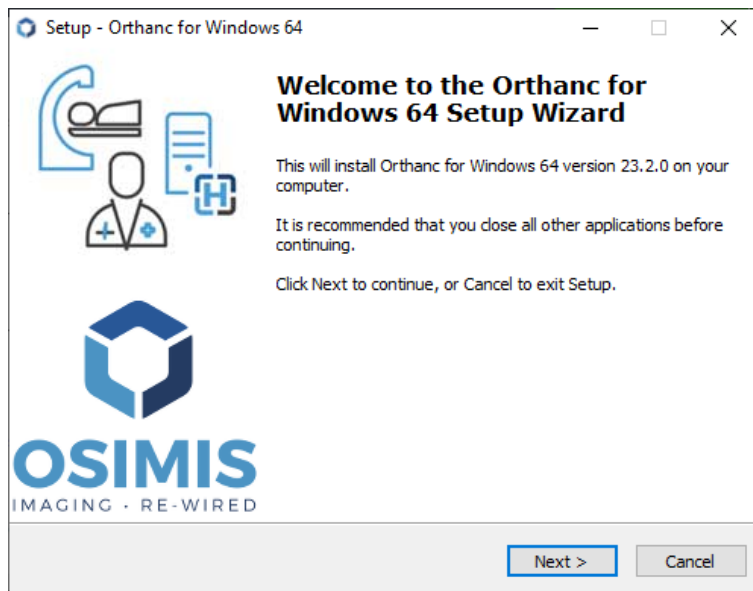 Setup - Orthanc for Windows 64
Welcome to the Orthanc for
Windows 64 Setup Wizard
This will install Orthanc for Windows 64 version 23.2.0 on your
computer.
It is recommended that you close all other applications before
continuing.
Click Next to continue, or Cancel to exit Setup.
H
OSIMIS
IMAGING · RE-WIRED
Next >
Cancel